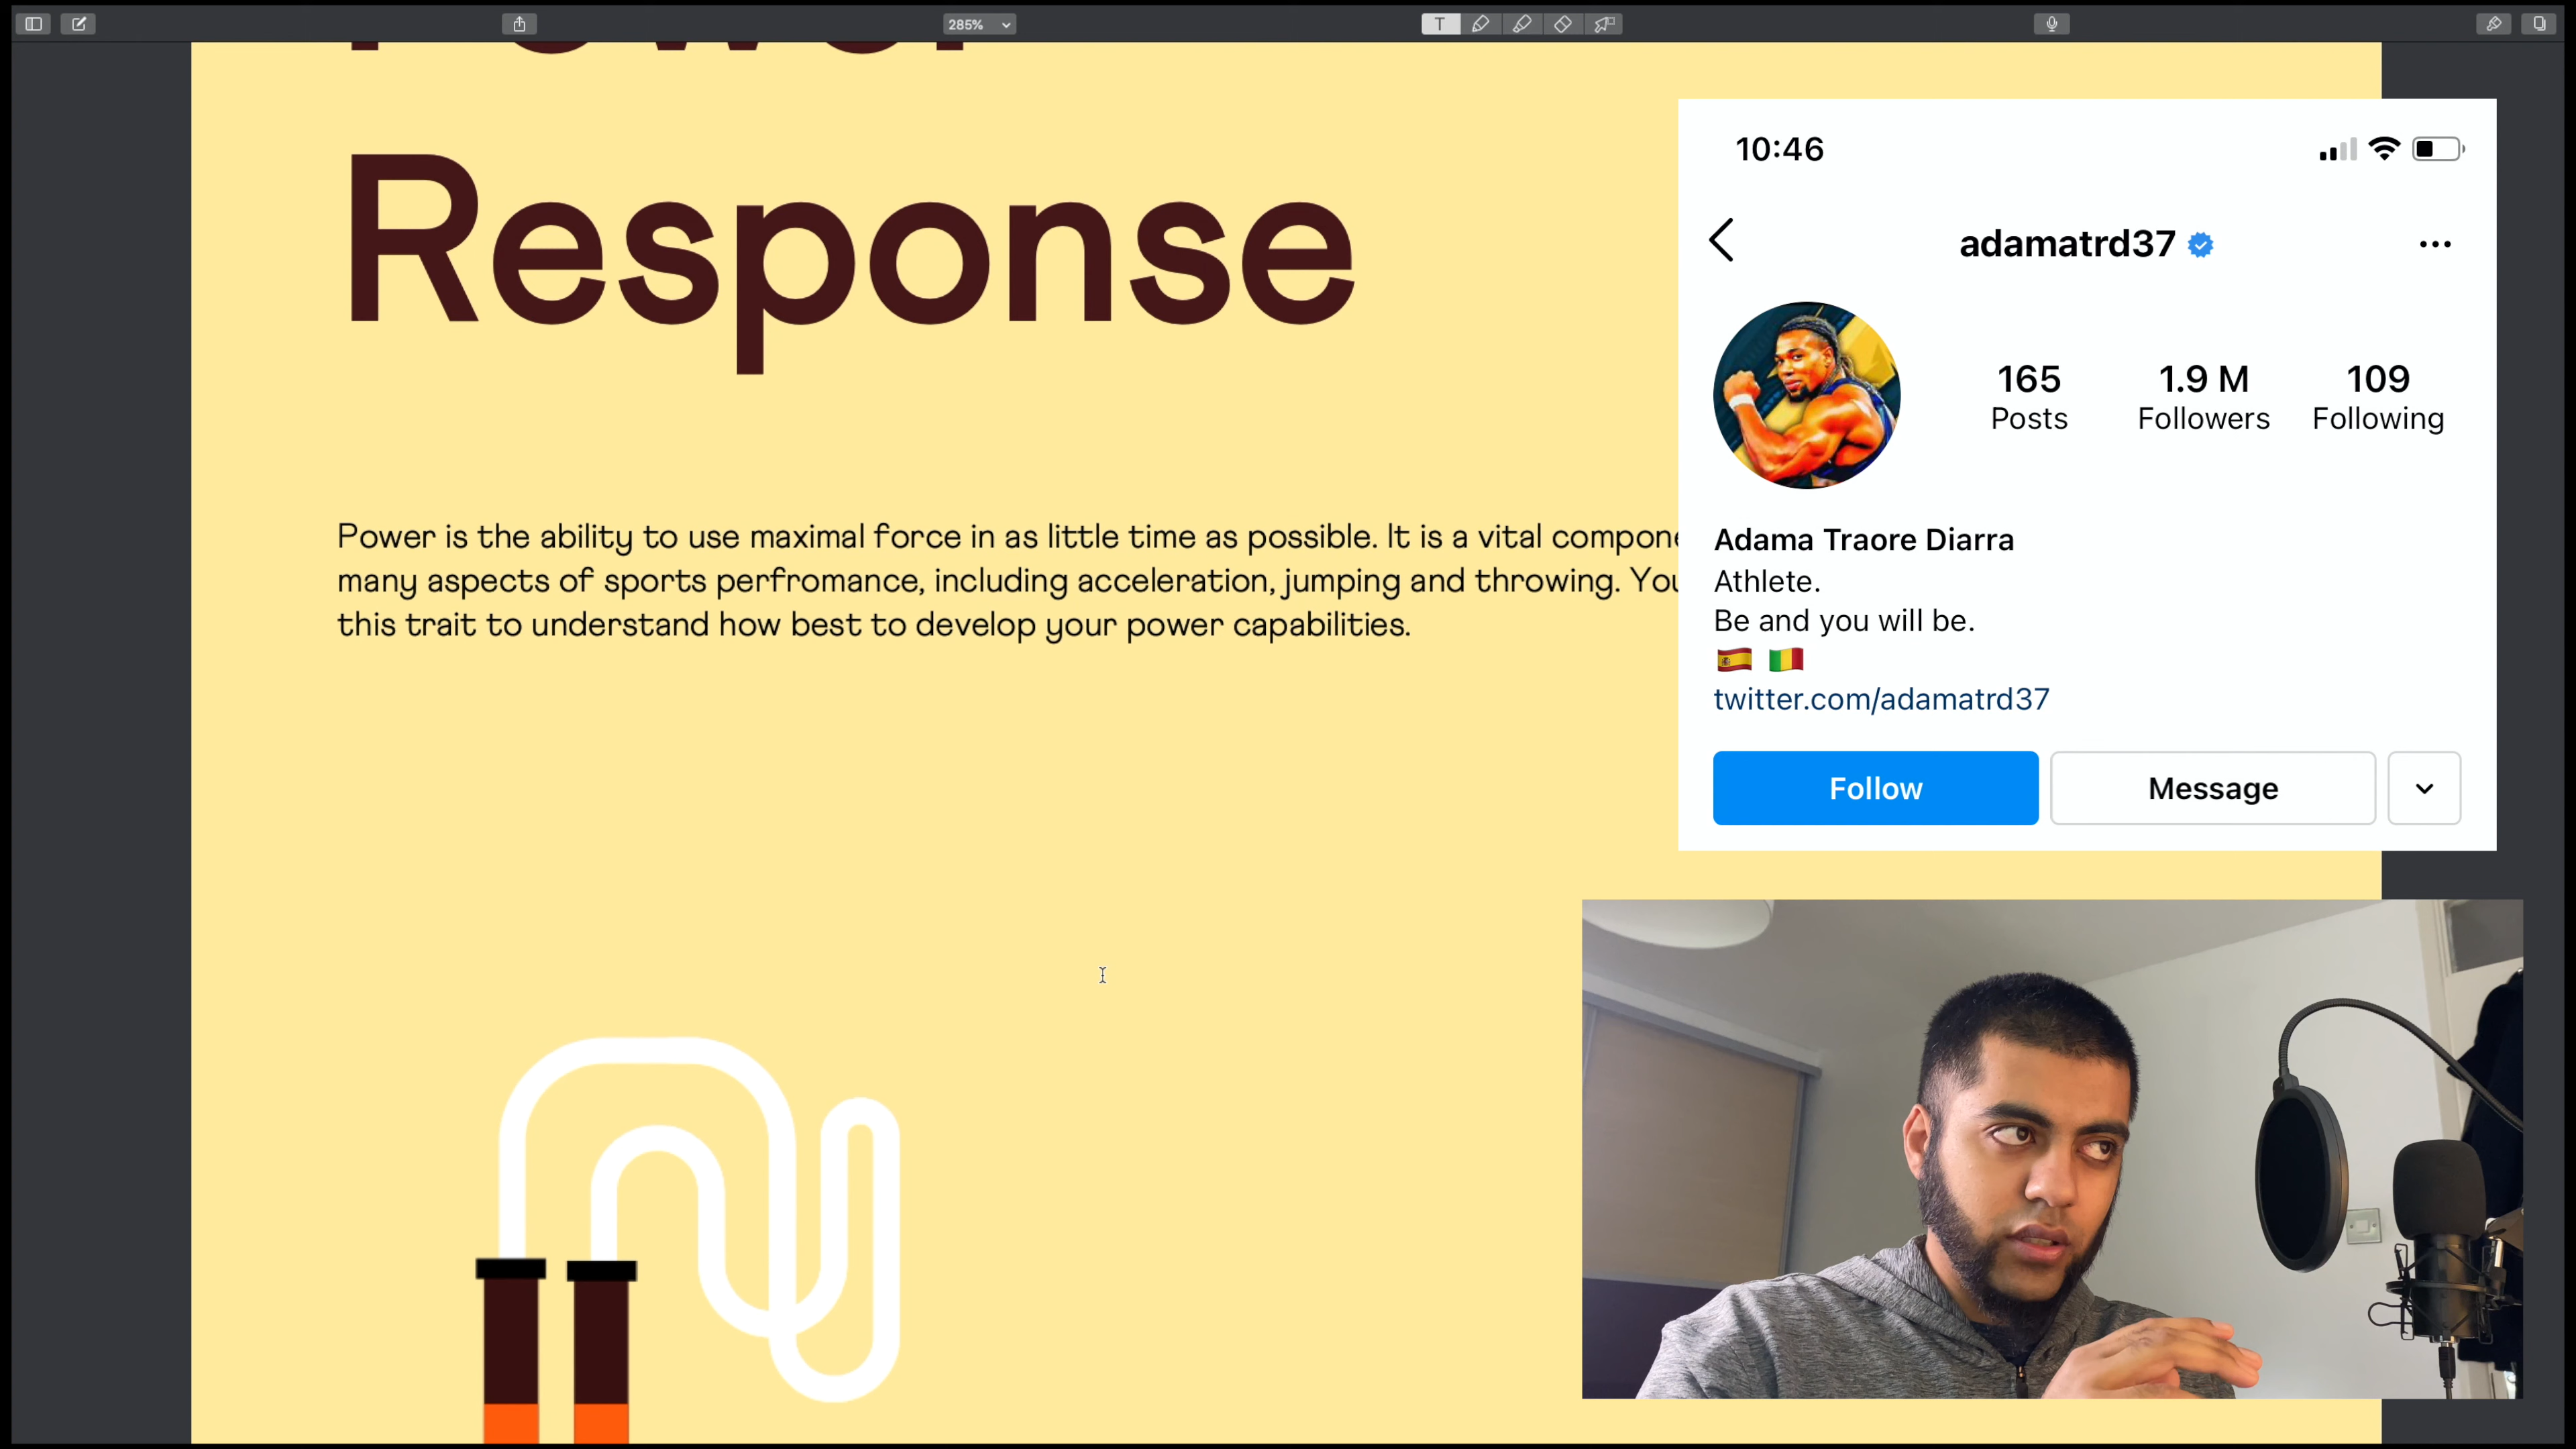 285%
T
Response
Power is the ability to use maximal force in as little time as possible. It is a vital
many aspects of sports perfromance, including acceleration, jumping and throwing.
this trait to understand how best to develop your power capabilities.
10:46
adamatrd37
165 1.9 M 109
Posts Followers Following
Adama Traore Diarra
Athlete.
Be and you will be.
twitter.com/adamatrd37
Follow Message